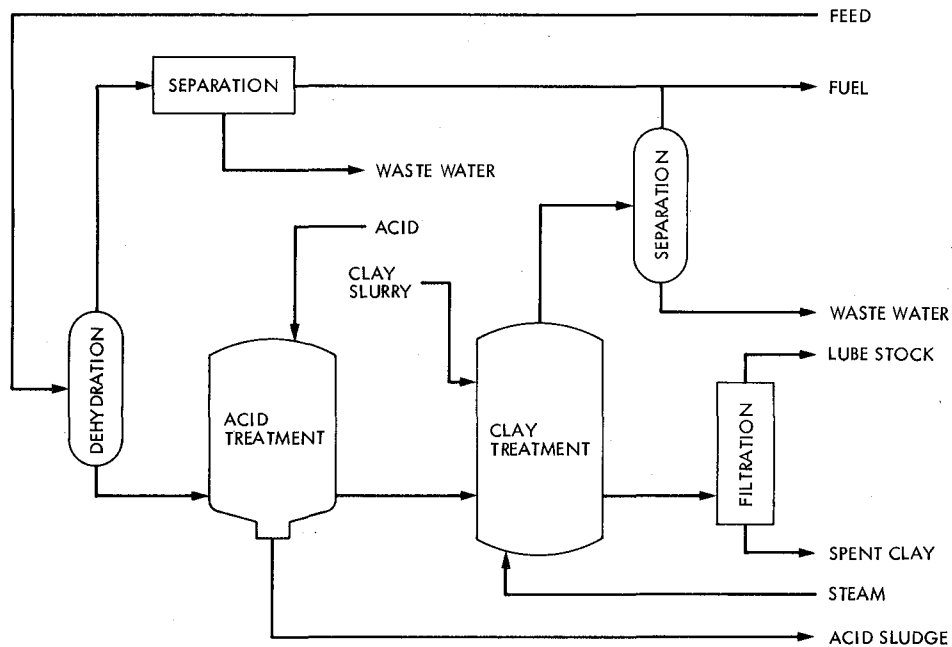 FEED
SEPARATION
FUEL
WASTE WATER
SEPARATION
ACID
CLAY
SLURRY
WASTE WATER
DEHYDRATION
LUBE STOCK
ACID
TREATMENT
CLAY
TREATMENT
FILTRATION
SPENT CLAY
STEAM
ACID SLUDGE